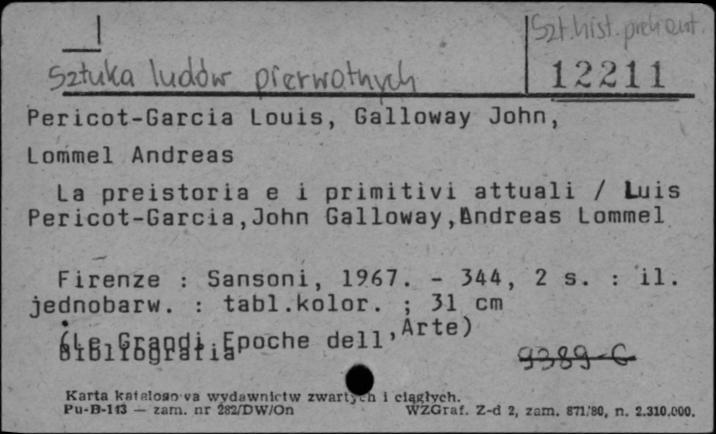 Szt. hist. preh. ант.
Sztuka ludów pierwotnych
12211
Pericot-Garcia Louis, Galloway John,
Lommel Andreas
La preistoria e i primitivi attuali / Luis
Pericot-Garcia,John Galloway,Andreas Lommel
Firenze : Sansoni, 1967. - 344, 2 s. : il.
jednobarw. : tabl.kolor. ; 31 cm
(Le Grandi Epoche dell'Arte)
Bibliografia
9389-G
Karta katalogowa wydawnictw zwartych i ciągłych.
Pu-B-113 — zam. nr 282/DW/On
WZGraf. Z-d 2, zam. 871/80, n. 2.310.000.